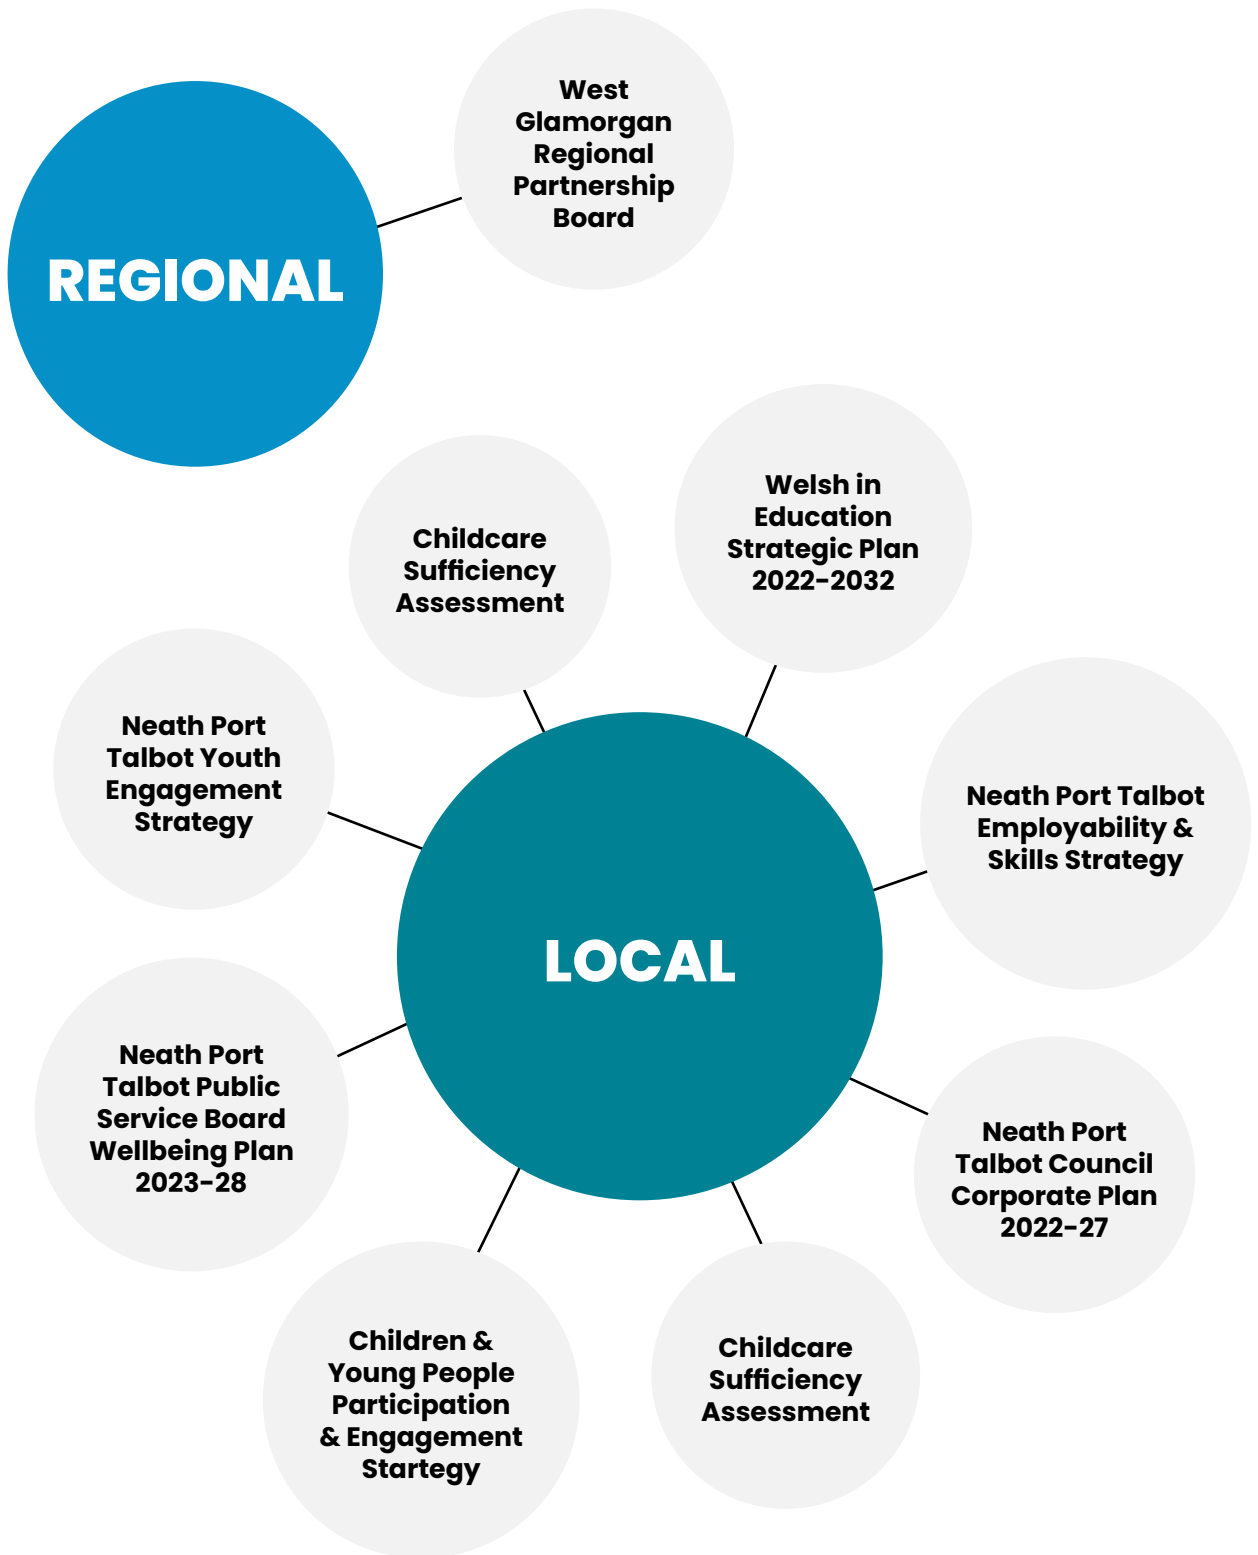 West
Glamorgan
Regional
Partnership
Board
REGIONAL
Welsh in
Education
Strategic Plan
2022-2032
Childcare
Sufficiency
Assessment
Neath Port
Talbot Youth
Engagement
Strategy
Neath Port Talbot
Employability &
Skills Strategy
LOCAL
Neath Port
Talbot Public
Service Board
Wellbeing Plan
2023-28
Neath Port
Talbot Council
Corporate Plan
2022-27
Children &
Young People
Participation
& Engagement
Startegy
Childcare
Sufficiency
Assessment